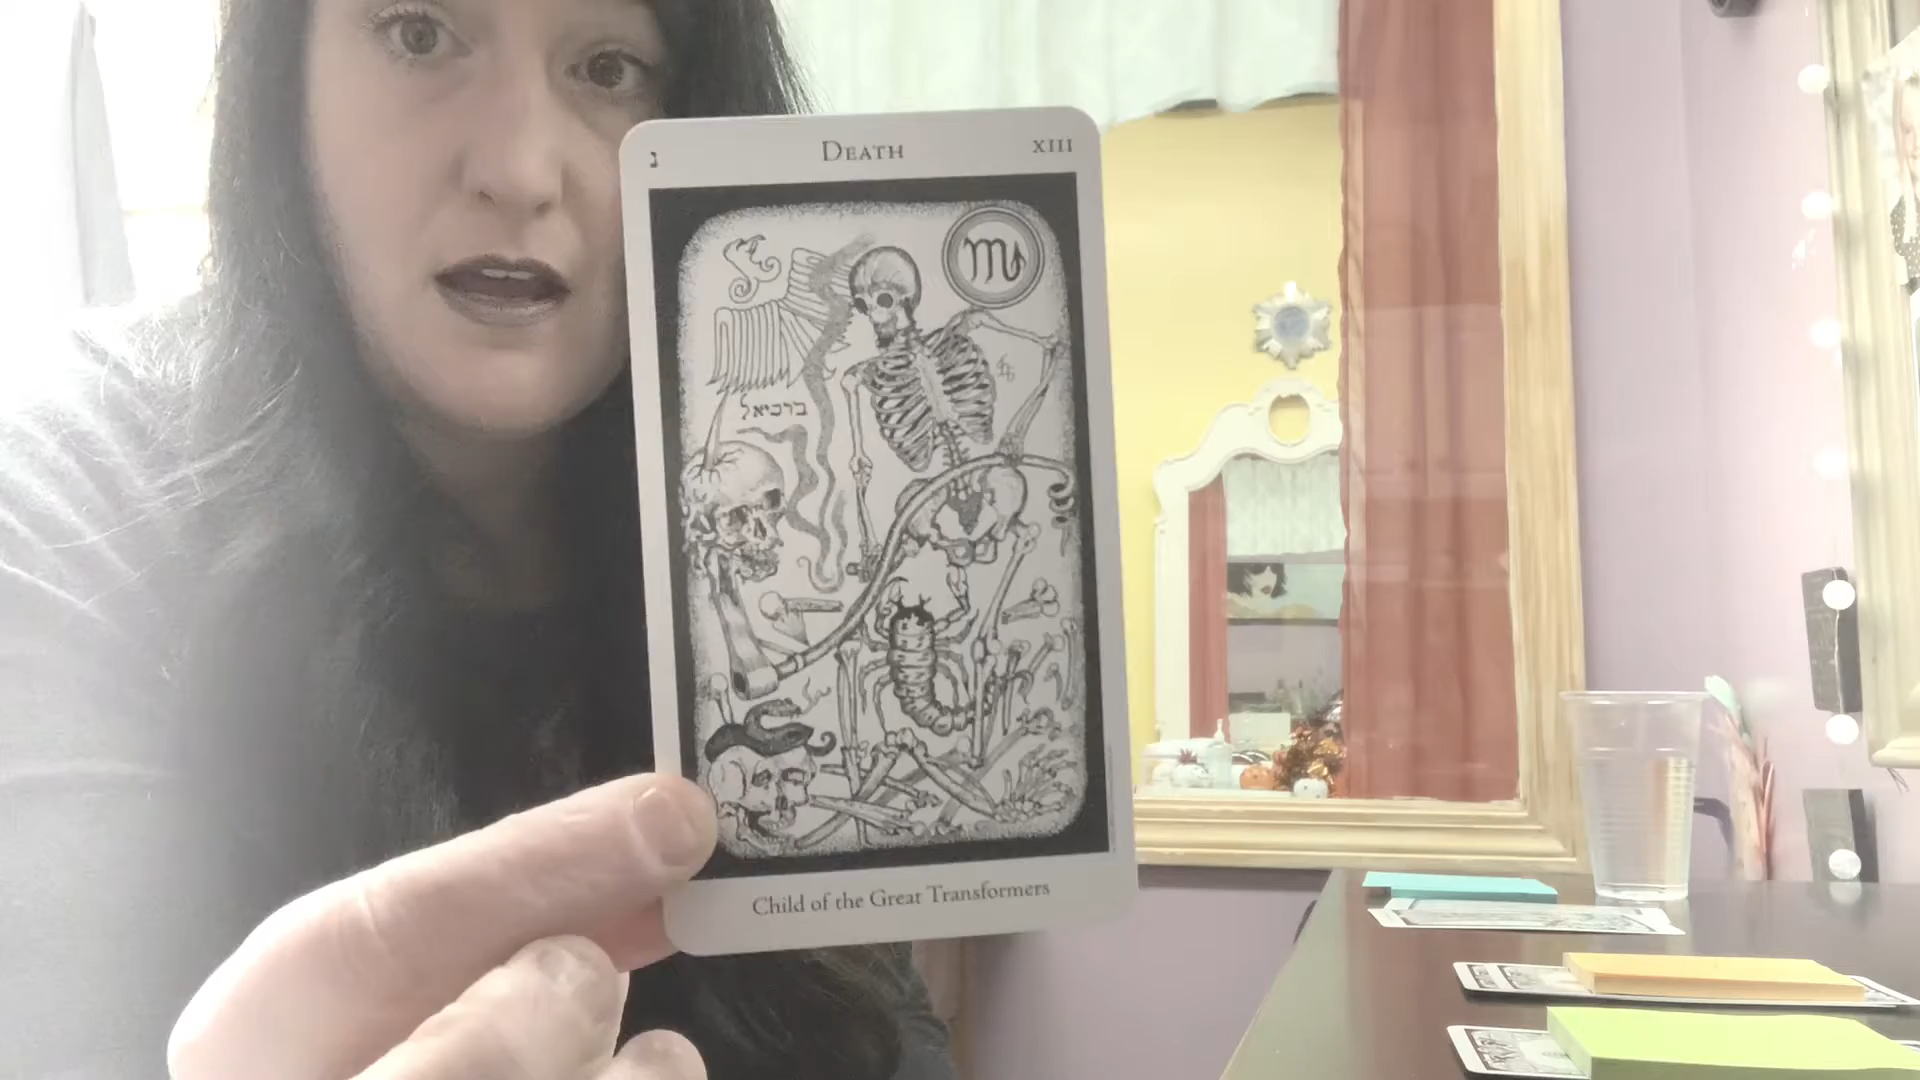 נ
DEATH
XIII
ברכיאל
Child of the Great Transformers